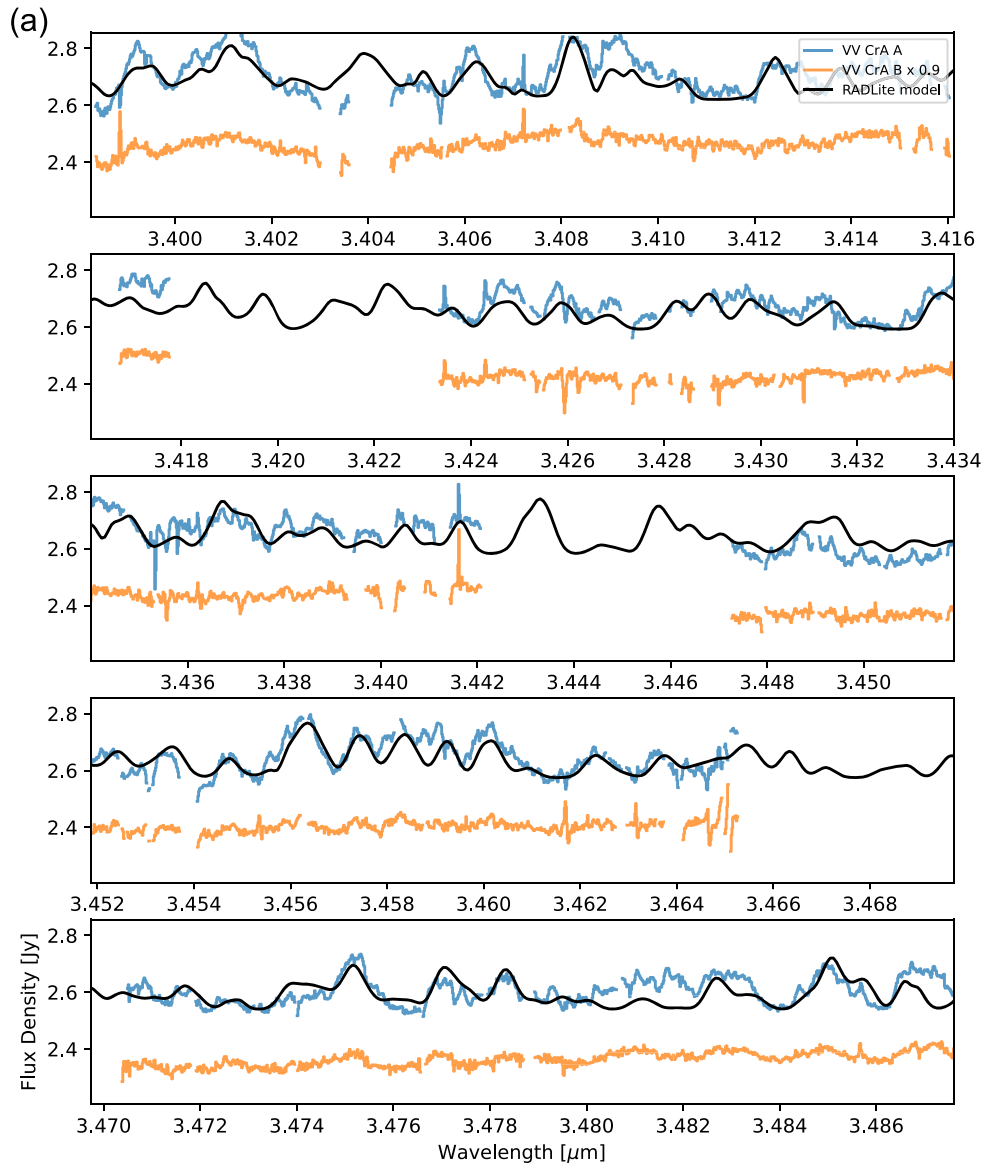 (a)
VV CrA A
VV CrA B x 0.9
RADLite model
2.8
2.6
2.4
3.400 3.402 3.404 3.406 3.408 3.410 3.412 3.414 3.416
2.8
2.6
2.4
3.418 3.420 3.422 3.424 3.426 3.428 3.430 3.432 3.434
2.8
2.6
2.4
3.436 3.438 3.440 3.442 3.444 3.446 3.448 3.450
2.8
2.6
2.4
3.452 3.454 3.456 3.458 3.460 3.462 3.464 3.466 3.468
2.8
2.6
2.4
Flux Density [Jy]
3.470 3.472 3.474 3.476 3.478 3.480 3.482 3.484 3.486
Wavelength [μm]